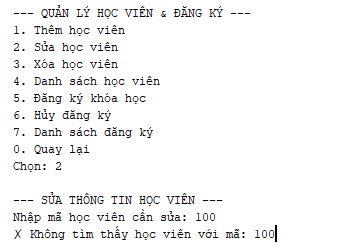 --- QUẢN LÝ HỌC VIÊN & ĐĂNG KÝ ---
1. Thêm học viên
2. Sửa học viên
3. Xóa học viên
4. Danh sách học viên
5. Đăng ký khóa học
6. Hủy đăng ký
7. Danh sách đăng ký
0. Quay lại
Chọn: 2
--- SỬA THÔNG TIN HỌC VIÊN ---
Nhập mã học viên cần sửa: 100
✗ Không tìm thấy học viên với mã: 100